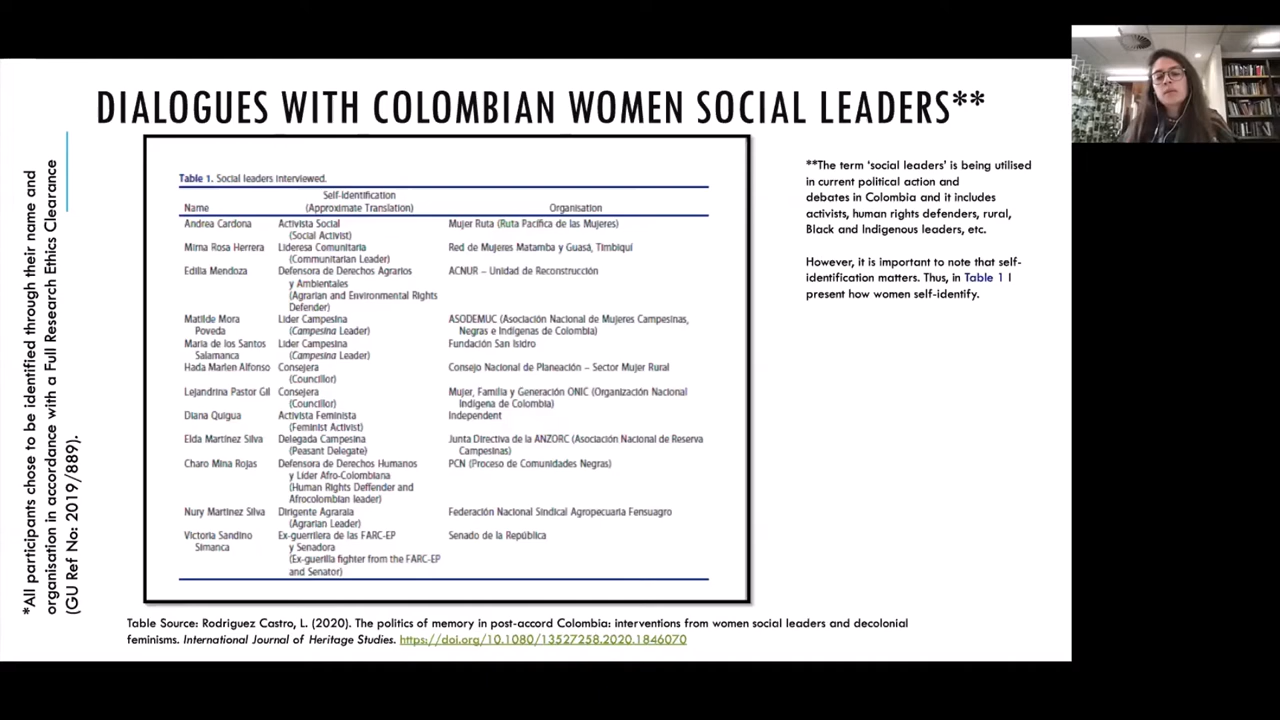 DIALOGUES WITH COLOMBIAN WOMEN SOCIAL LEADERS**
*All participants chose to be identified through their name and
organisation in accordance with a Full Research Ethics Clearance
(GU Ref No: 2019/889).
Table 1. Social leaders interviewed.
Self-Identification
Name (Approximate Translation) Organisation
Andrea Cardona Activista Social Mujer Ruta (Ruta Pacífica de las Mujeres)
(Social Activist)
Mirna Rosa Herrera Lideresa Comunitaria Red de Mujeres Matamba y Guasá, Timbiquí
(Communitarian Leader)
Edilia Mendoza Defensora de Derechos Agrarios ACNUR – Unidad de Reconstrucción
y Ambientales
(Agrarian and Environmental Rights
Defender)
Matilde Mora Líder Campesina ASODEMUC (Asociación Nacional de Mujeres Campesinas,
Poveda (Campesina Leader) Negras e Indígenas de Colombia)
María de los Santos Líder Campesina Fundación San Isidro
Salamanca (Campesina Leader)
Hada Marlen Alfonso Consejera Consejo Nacional de Planeación – Sector Mujer Rural
(Councillor)
Lejandrina Pastor Gil Consejera Mujer, Familia y Generación ONIC (Organización Nacional
(Councillor) Indígena de Colombia)
Diana Quigua Activista Feminista Independent
(Feminist Activist)
Elda Martínez Silva Delegada Campesina Junta Directiva de la ANZORC (Asociación Nacional de Reserva
(Peasant Delegate) Campesinas)
Charo Mina Rojas Defensora de Derechos Humanos PCN (Proceso de Comunidades Negras)
y Líder Afro-Colombiana
(Human Rights Deffender and
Afrocolombian leader)
Nury Martínez Silva Dirigente Agraraia Federación Nacional Sindical Agropecuaria Fensuagro
(Agrarian Leader)
Victoria Sandino Ex-guerrilera de las FARC-EP Senado de la República
Simanca y Senadora
(Ex-guerilla fighter from the FARC-EP
and Senator)
Table Source: Rodriguez Castro, L. (2020). The politics of memory in post-accord Colombia: interventions from women social leaders and decolonial
feminisms. International Journal of Heritage Studies. https://doi.org/10.1080/13527258.2020.1846070
**The term ‘social leaders’ is being utilised
in current political action and
debates in Colombia and it includes
activists, human rights defenders, rural,
Black and Indigenous leaders, etc.
However, it is important to note that self-
identification matters. Thus, in Table 1 I
present how women self-identify.